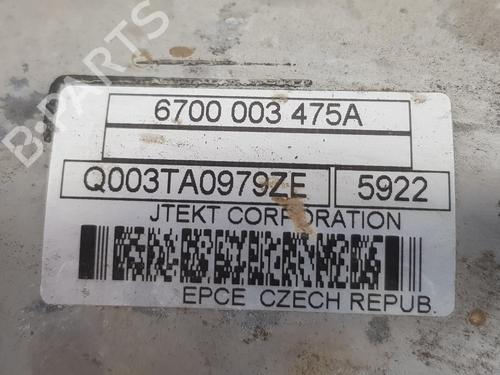 B-PARTS
6700 003 475A
Q003TA0979ZE 5922
JTEKT CORPORATION
EPCE CZECH REPUB.